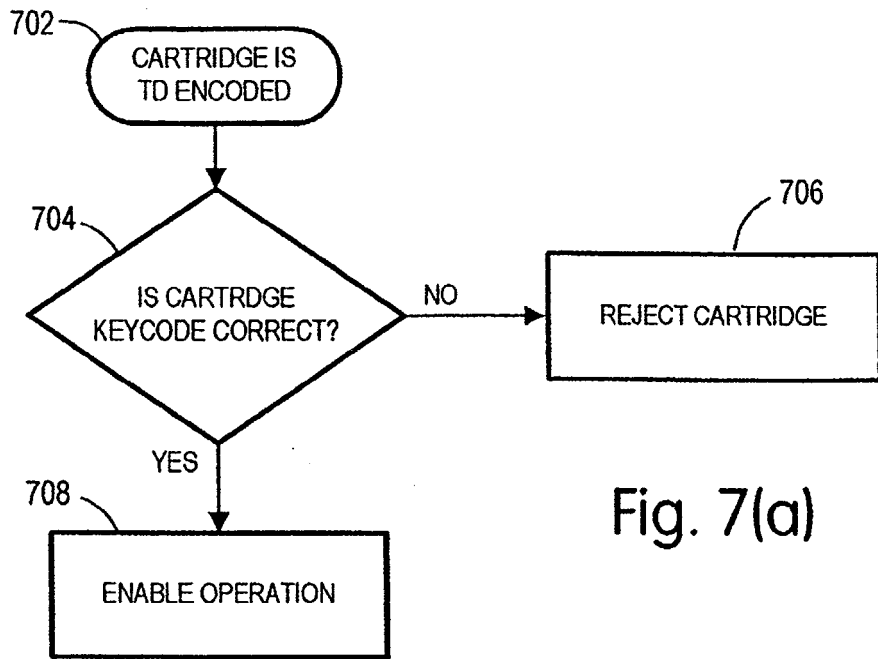 702
CARTRIDGE IS
TD ENCODED
704
IS CARTRDGE
KEYCODE CORRECT?
NO
706
REJECT CARTRIDGE
YES
708
ENABLE OPERATION
Fig. 7(a)